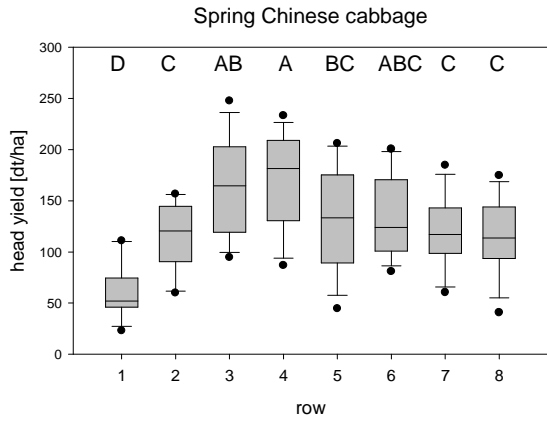 Spring Chinese cabbage
300
D C AB A BC ABC C C
250
200
150
100
50
0
head yield [dt/ha]
1 2 3 4 5 6 7 8
row